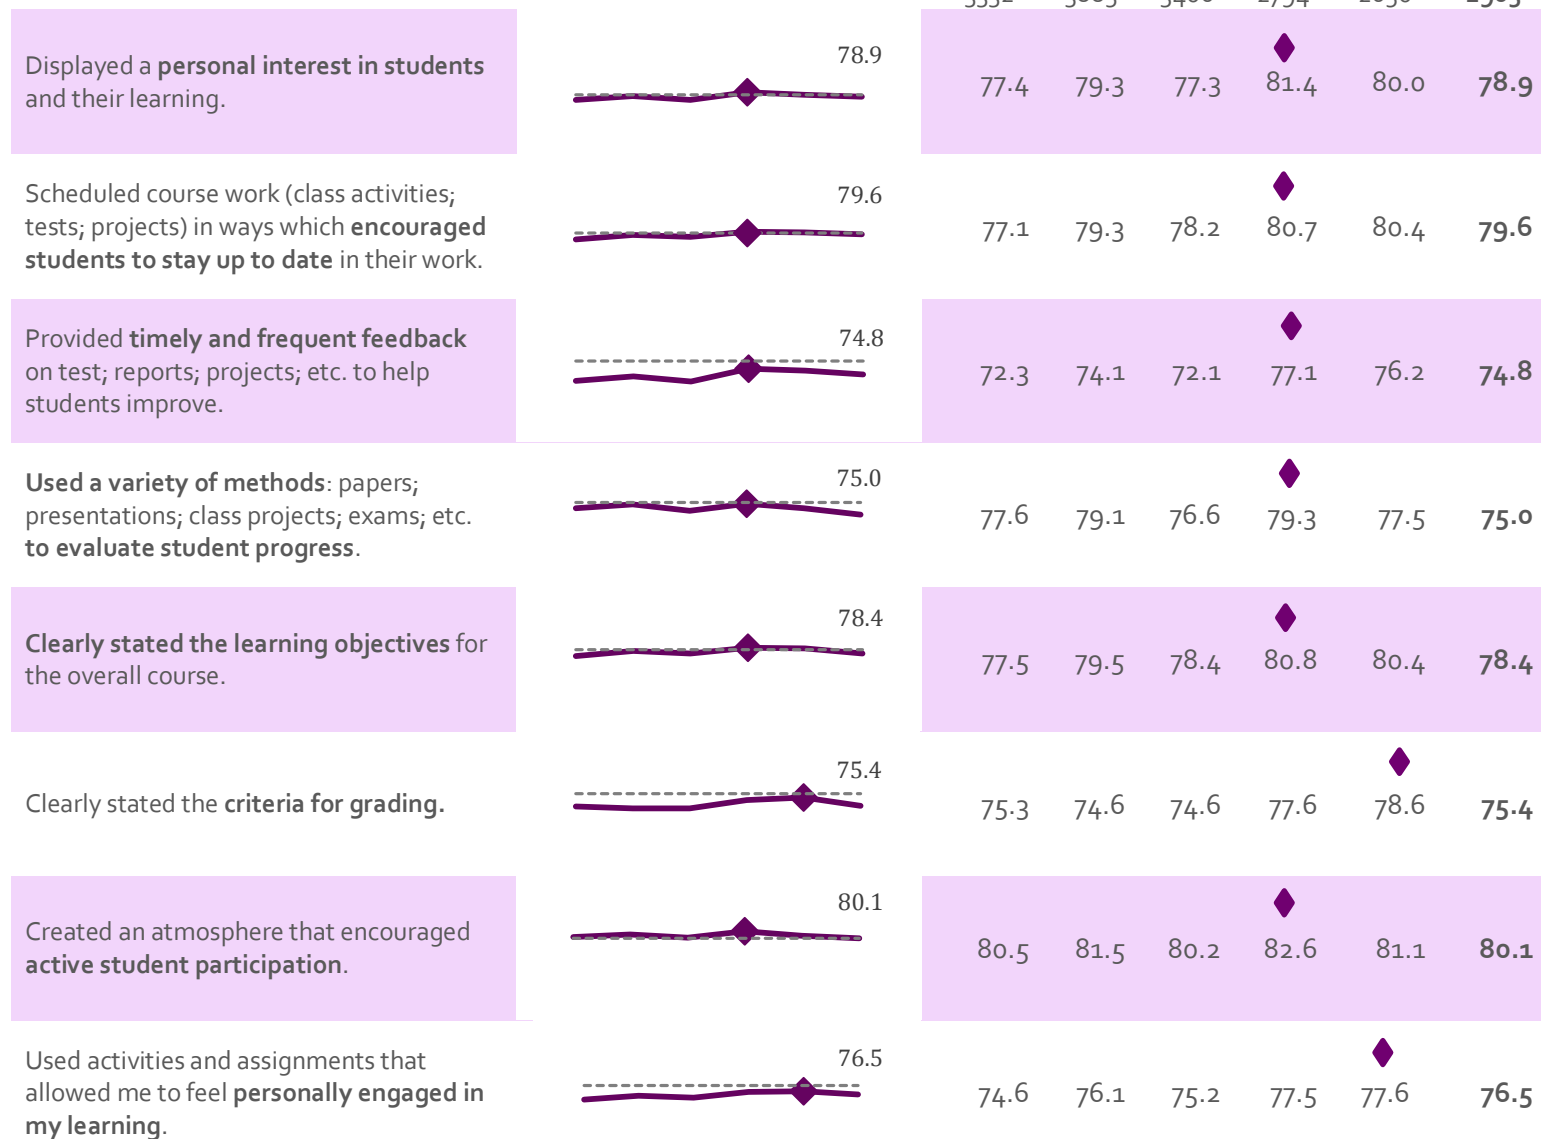 Displayed a personal interest in students
and their learning.
78.9
77.4 79.3 77.3 81.4 80.0 78.9
Scheduled course work (class activities;
tests; projects) in ways which encouraged
students to stay up to date in their work.
79.6
77.1 79.3 78.2 80.7 80.4 79.6
Provided timely and frequent feedback
on test; reports; projects; etc. to help
students improve.
74.8
72.3 74.1 72.1 77.1 76.2 74.8
Used a variety of methods: papers;
presentations; class projects; exams; etc.
to evaluate student progress.
75.0
77.6 79.1 76.6 79.3 77.5 75.0
Clearly stated the learning objectives for
the overall course.
78.4
77.5 79.5 78.4 80.8 80.4 78.4
Clearly stated the criteria for grading.
75.4
75.3 74.6 74.6 77.6 78.6 75.4
Created an atmosphere that encouraged
active student participation.
80.1
80.5 81.5 80.2 82.6 81.1 80.1
Used activities and assignments that
allowed me to feel personally engaged in
my learning.
76.5
74.6 76.1 75.2 77.5 77.6 76.5